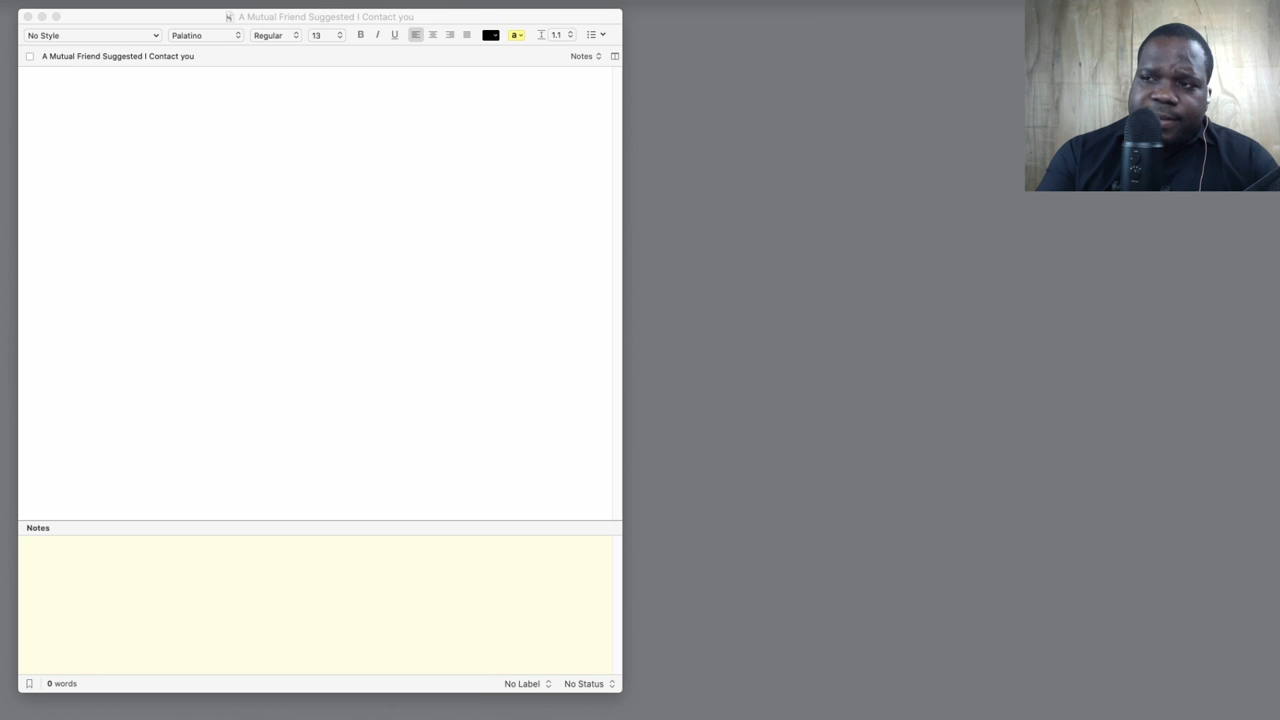 A Mutual Friend Suggested I Contact you
No Style Palatino Regular 13 B I U a 1.1
A Mutual Friend Suggested I Contact you Notes
Notes
0 words No Label No Status